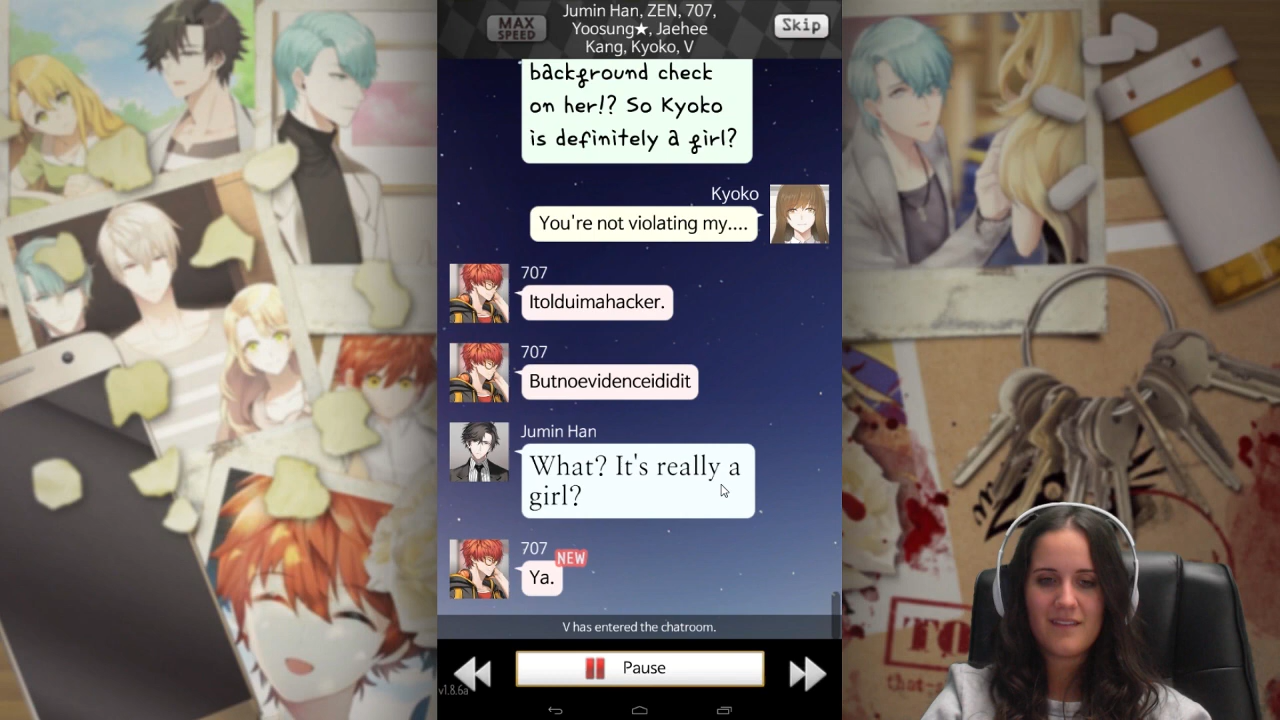 MAX
SPEED
Jumin Han, ZEN, 707,
Yoosung★, Jaehee
Kang, Kyoko, V
Skip
background check
on her!? So Kyoko
is definitely a girl?
Kyoko
You're not violating my....
707
Itolduimahacker.
707
Butnoevidenceididit
Jumin Han
What? It's really a
girl?
707
NEW
Ya.
V has entered the chatroom.
Pause
v1.8.6a
TO